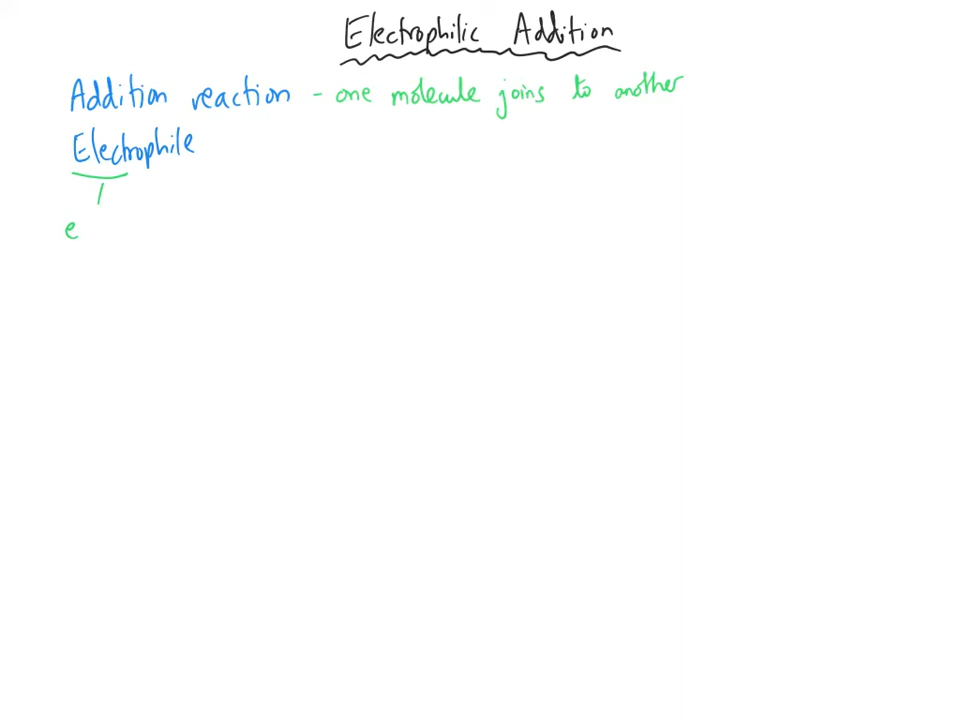 Electrophilic Addition
Addition reaction - one molecule joins to another
Electrophile
e